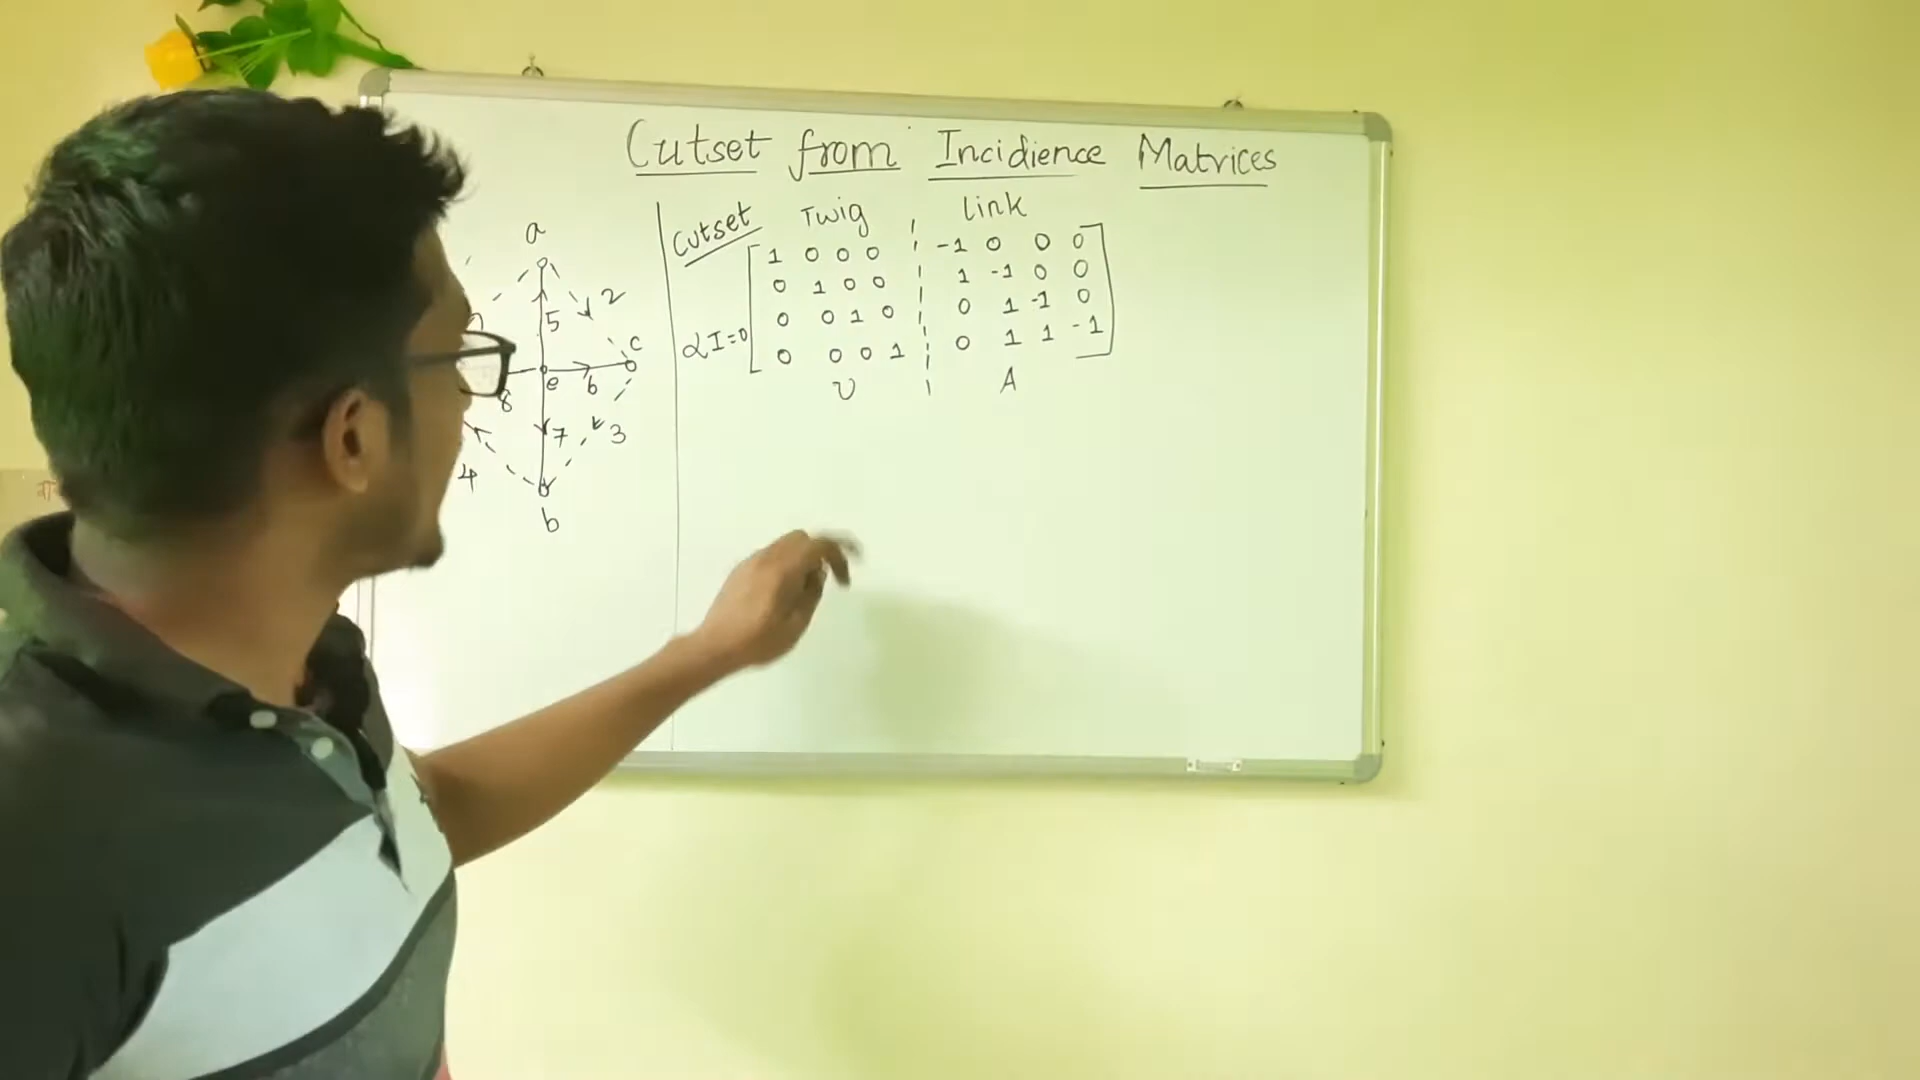 Cutset from Incidience Matrices
Cutset Twig Link
1 0 0 0 -1 0 0 0
0 1 0 0 1 -1 0 0
0 0 1 0 0 1 -1 0
αI=0
0 0 0 1 0 1 1 -1
U A
a
2
5
c
e 6
8
7 3
4
b